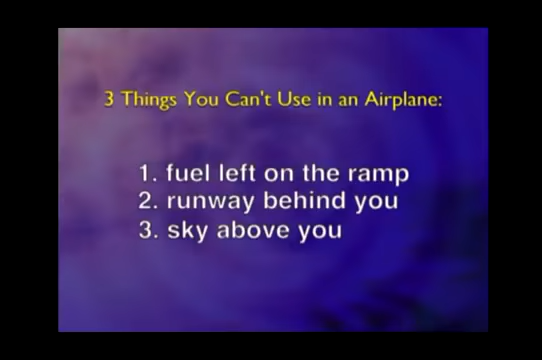 3 Things You Can't Use in an Airplane:
1. fuel left on the ramp
2. runway behind you
3. sky above you